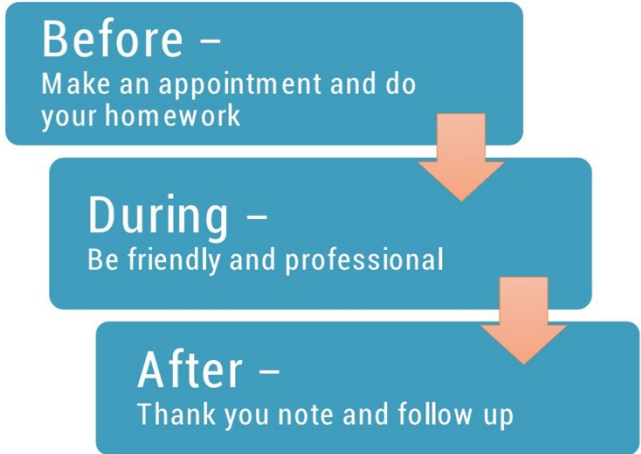 Before –
Make an appointment and do
your homework
During –
Be friendly and professional
After –
Thank you note and follow up